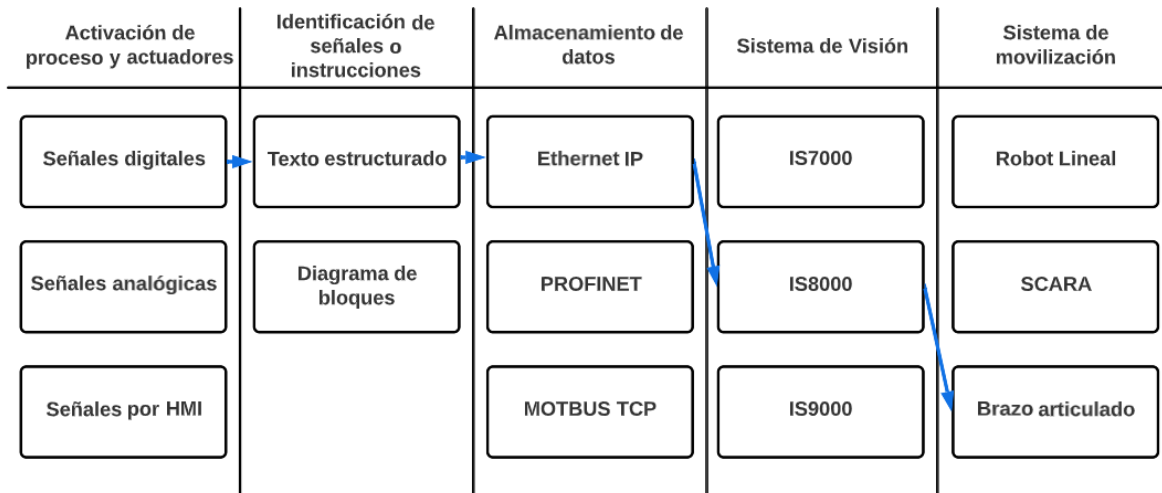 Activación de
proceso y actuadores
Identificación de
señales o
instrucciones
Almacenamiento de
datos
Sistema de Visión
Sistema de
movilización
Señales digitales
Texto estructurado
Ethernet IP
IS7000
Robot Lineal
Señales analógicas
Diagrama de
bloques
PROFINET
IS8000
SCARA
Señales por HMI
MOTBUS TCP
IS9000
Brazo articulado